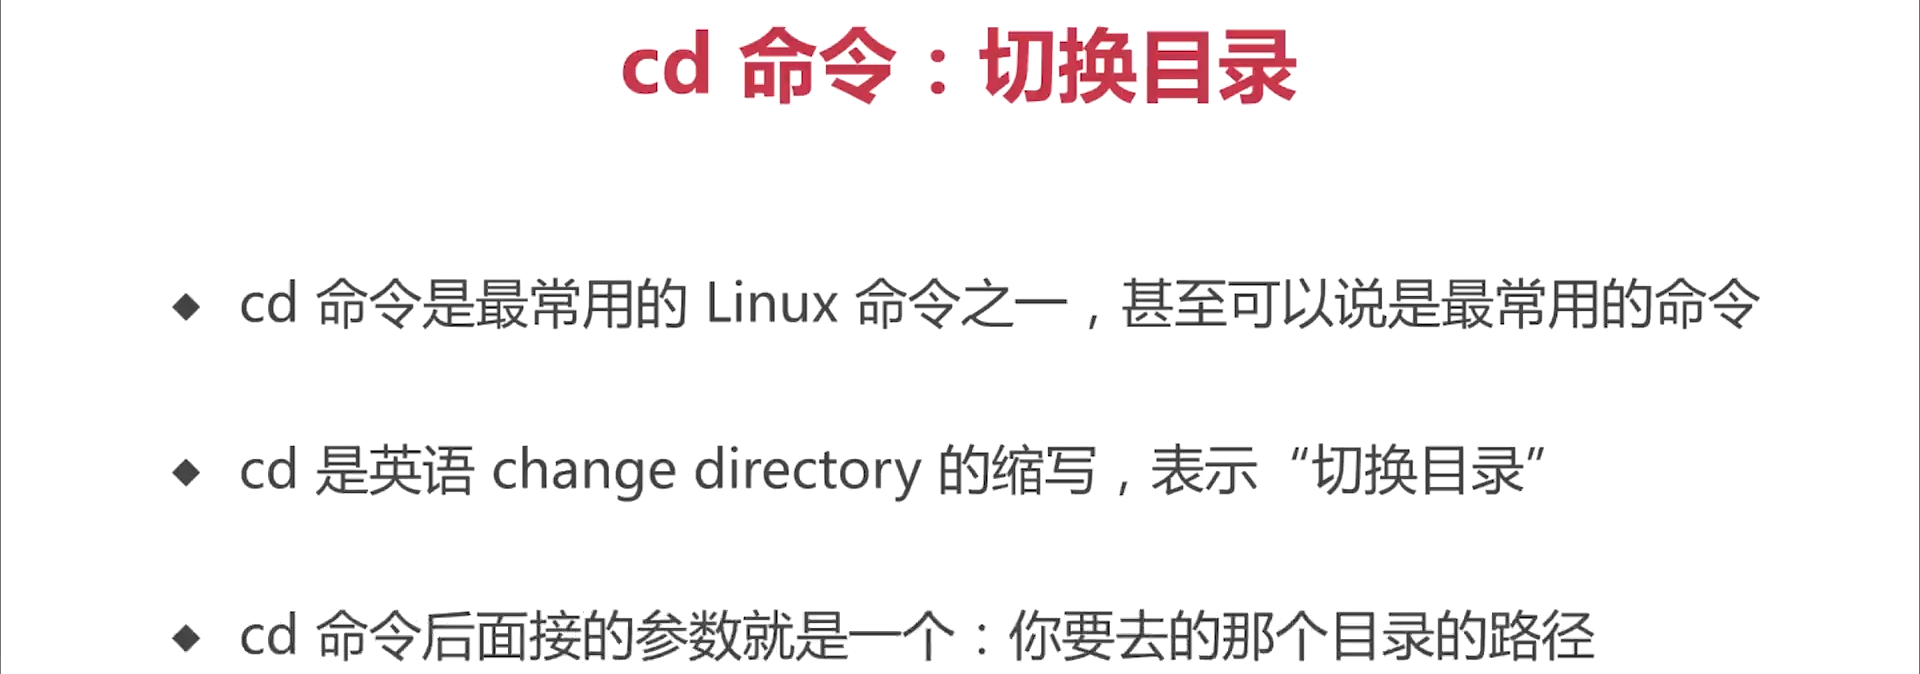 cd 命令：切换目录
◆ cd 命令是最常用的 Linux 命令之一，甚至可以说是最常用的命令
◆ cd 是英语 change directory 的缩写，表示“切换目录”
◆ cd 命令后面接的参数就是一个：你要去的那个目录的路径